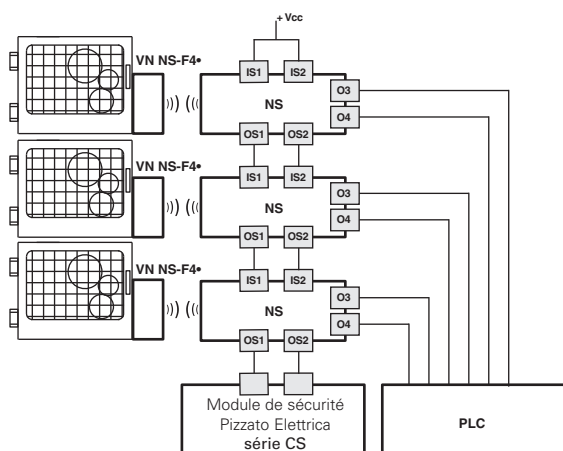 + Vcc
VN NS-F4•
IS1 IS2
NS
O3
O4
OS1 OS2
VN NS-F4•
IS1 IS2
NS
O3
O4
OS1 OS2
VN NS-F4•
IS1 IS2
NS
O3
O4
OS1 OS2
Module de sécurité
Pizzato Elettrica
série CS
PLC